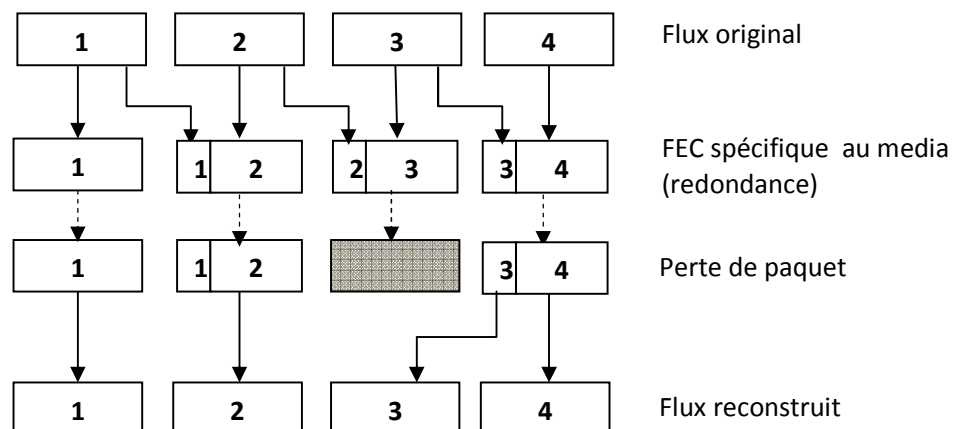 1 2 3 4 Flux original
1 1 2 2 3 3 4 FEC spécifique au media
(redondance)
1 1 2 3 4 Perte de paquet
1 2 3 4 Flux reconstruit